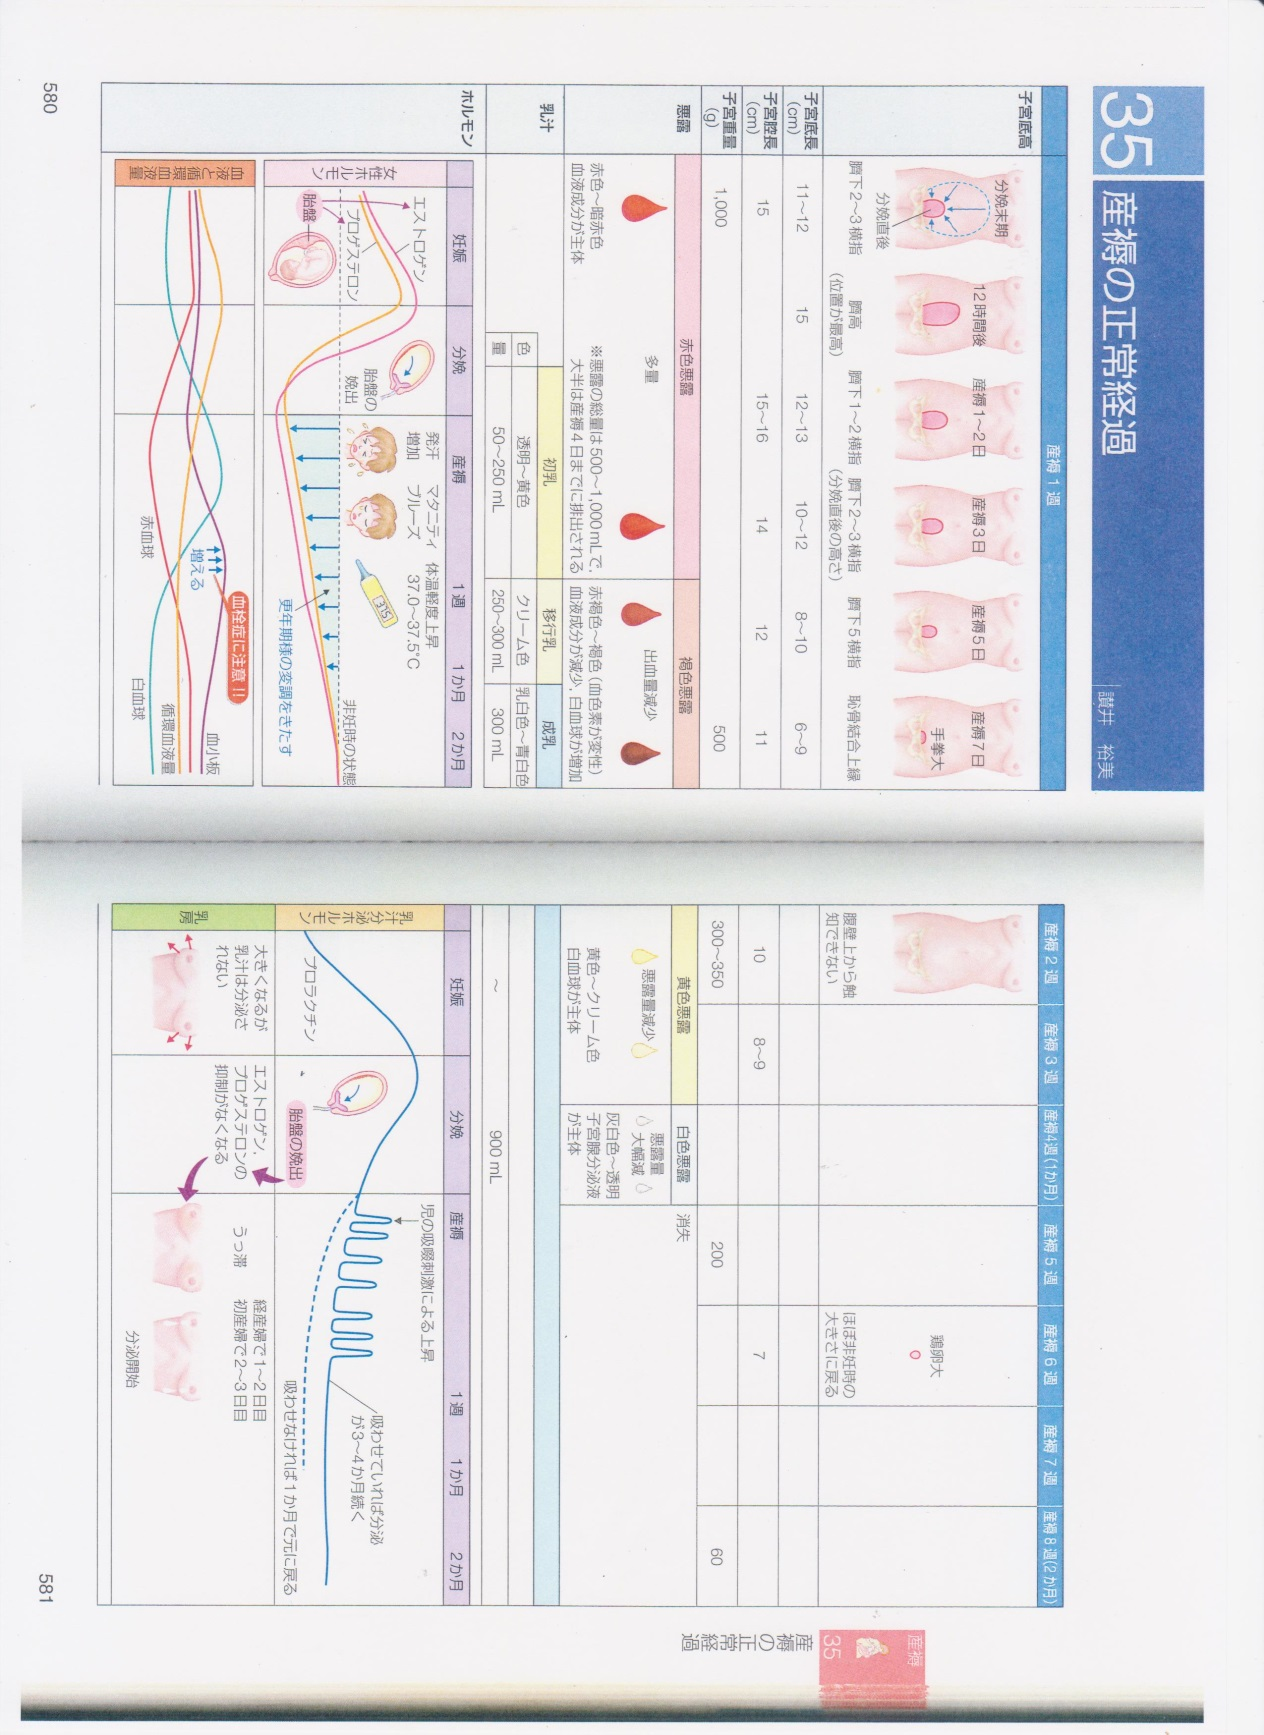 35 産褥の正常経過
讃井 裕美
産褥1週
子宮底高
分娩末期
分娩直後
臍下2〜3横指
12時間後
臍高
(位置が最高)
産褥1〜2日
臍下1〜2横指
産褥3日
臍下2〜3横指
(分娩直後の高さ)
産褥5日
臍下5横指
産褥7日
手拳大
恥骨結合上縁
子宮底長
(cm)
11〜12
12〜13
10〜12
8〜10
6〜9
子宮腔長
(cm)
15
15
15〜16
14
12
11
子宮重量
(g)
1,000
500
悪露
赤色悪露
褐色悪露
多量
出血量減少
赤色〜暗赤色
血液成分が主体
※悪露の総量は500〜1,000mLで,
大半は産褥4日までに排出される
赤褐色〜褐色(血色素が変性)
血液成分が減少, 白血球が増加
乳汁
初乳
移行乳
成乳
色
透明〜黄色
クリーム色
乳白色〜青白色
量
50〜250 mL
250〜300 mL
300 mL
ホルモン
妊娠
分娩
産褥
1週
1か月
2か月
女性ホルモン
エストロゲン
プロゲステロン
胎盤
胎盤の
娩出
発汗
増加
マタニティ
ブルーズ
体温軽度上昇
37.0〜37.5℃
37.5
非妊時の状態
更年期様の変調をきたす
血液と循環血液量
増える
血栓症に注意!!
赤血球
血小板
循環血液量
白血球
580
産褥2週
産褥3週
産褥4週(1か月)
産褥5週
産褥6週
産褥7週
産褥8週(2か月)
腹壁上から触
知できない
鶏卵大
ほぼ非妊時の
大きさに戻る
10
8〜9
7
300〜350
200
60
黄色悪露
白色悪露
消失
悪露量減少
黄色〜クリーム色
白血球が主体
悪露量
大幅減
灰白色〜透明
子宮腺分泌液
が主体
〜
900 mL
妊娠
分娩
産褥
1週
1か月
2か月
乳汁分泌ホルモン
プロラクチン
胎盤の娩出
児の吸啜刺激による上昇
吸わせていれば分泌
が3〜4か月続く
吸わせなければ1か月で元に戻る
乳房
大きくなるが
乳汁は分泌さ
れない
エストロゲン,
プロゲステロンの
抑制がなくなる
うっ滞
経産婦で1〜2日目
初産婦で2〜3日目
分泌開始
産褥
35
産褥の正常経過
581